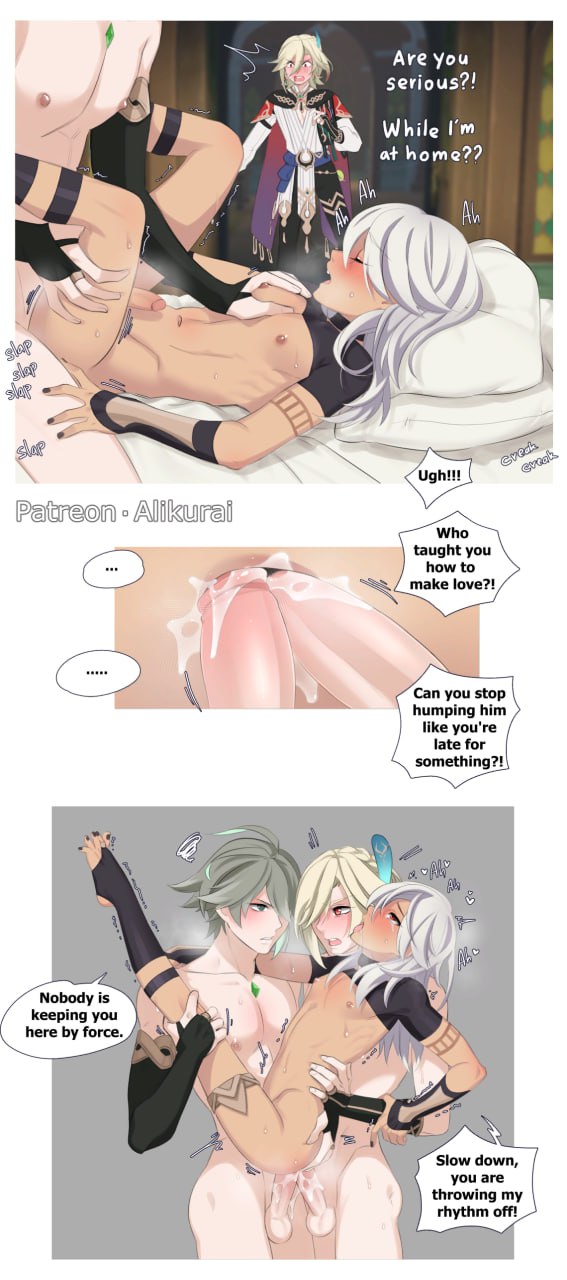 Are you
serious?!
While I'm
at home??
Ah
Ah
Ah
slap
slap
slap
slap
creak
creak
Ugh!!!
Patreon · Alikurai
...
Who
taught you
how to
make love?!
.....
Can you stop
humping him
like you're
late for
something?!
Ah
Ah
Ah
Ah
Nobody is
keeping you
here by force.
Slow down,
you are
throwing my
rhythm off!